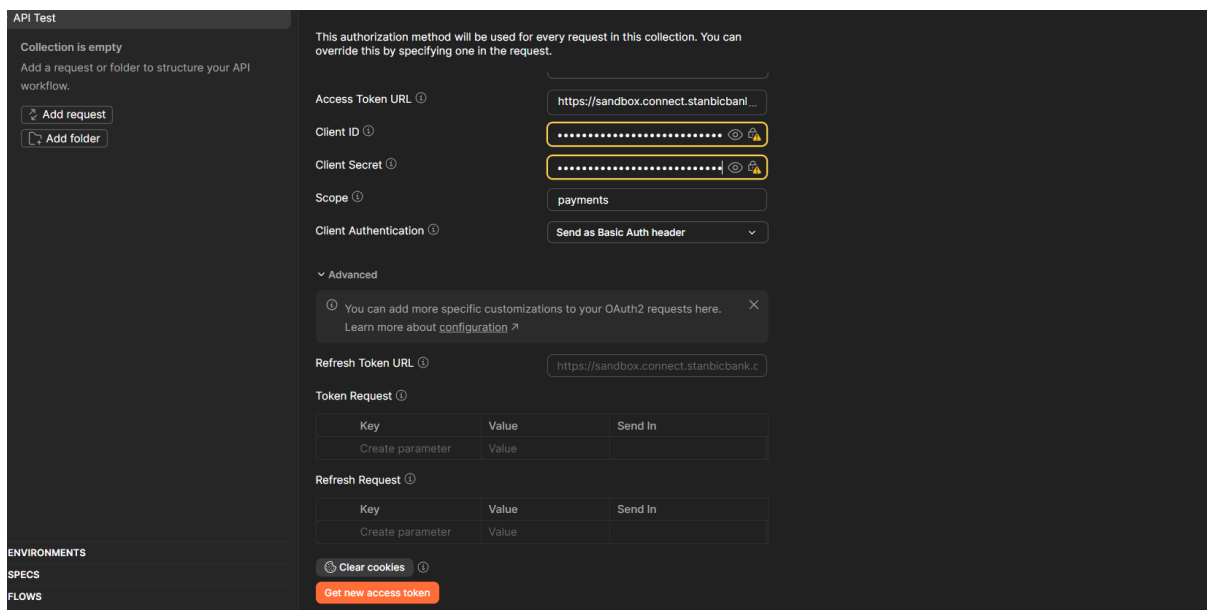 API Test
Collection is empty
Add a request or folder to structure your API
workflow.
Add request
Add folder
ENVIRONMENTS
SPECS
FLOWS
This authorization method will be used for every request in this collection. You can
override this by specifying one in the request.
Access Token URL
https://sandbox.connect.stanbicbanl...
Client ID
Client Secret
Scope
payments
Client Authentication
Send as Basic Auth header
Advanced
You can add more specific customizations to your OAuth2 requests here.
Learn more about configuration
Refresh Token URL
https://sandbox.connect.stanbicbank.c
Token Request
Key Value Send In
Create parameter Value
Refresh Request
Key Value Send In
Create parameter Value
Clear cookies
Get new access token